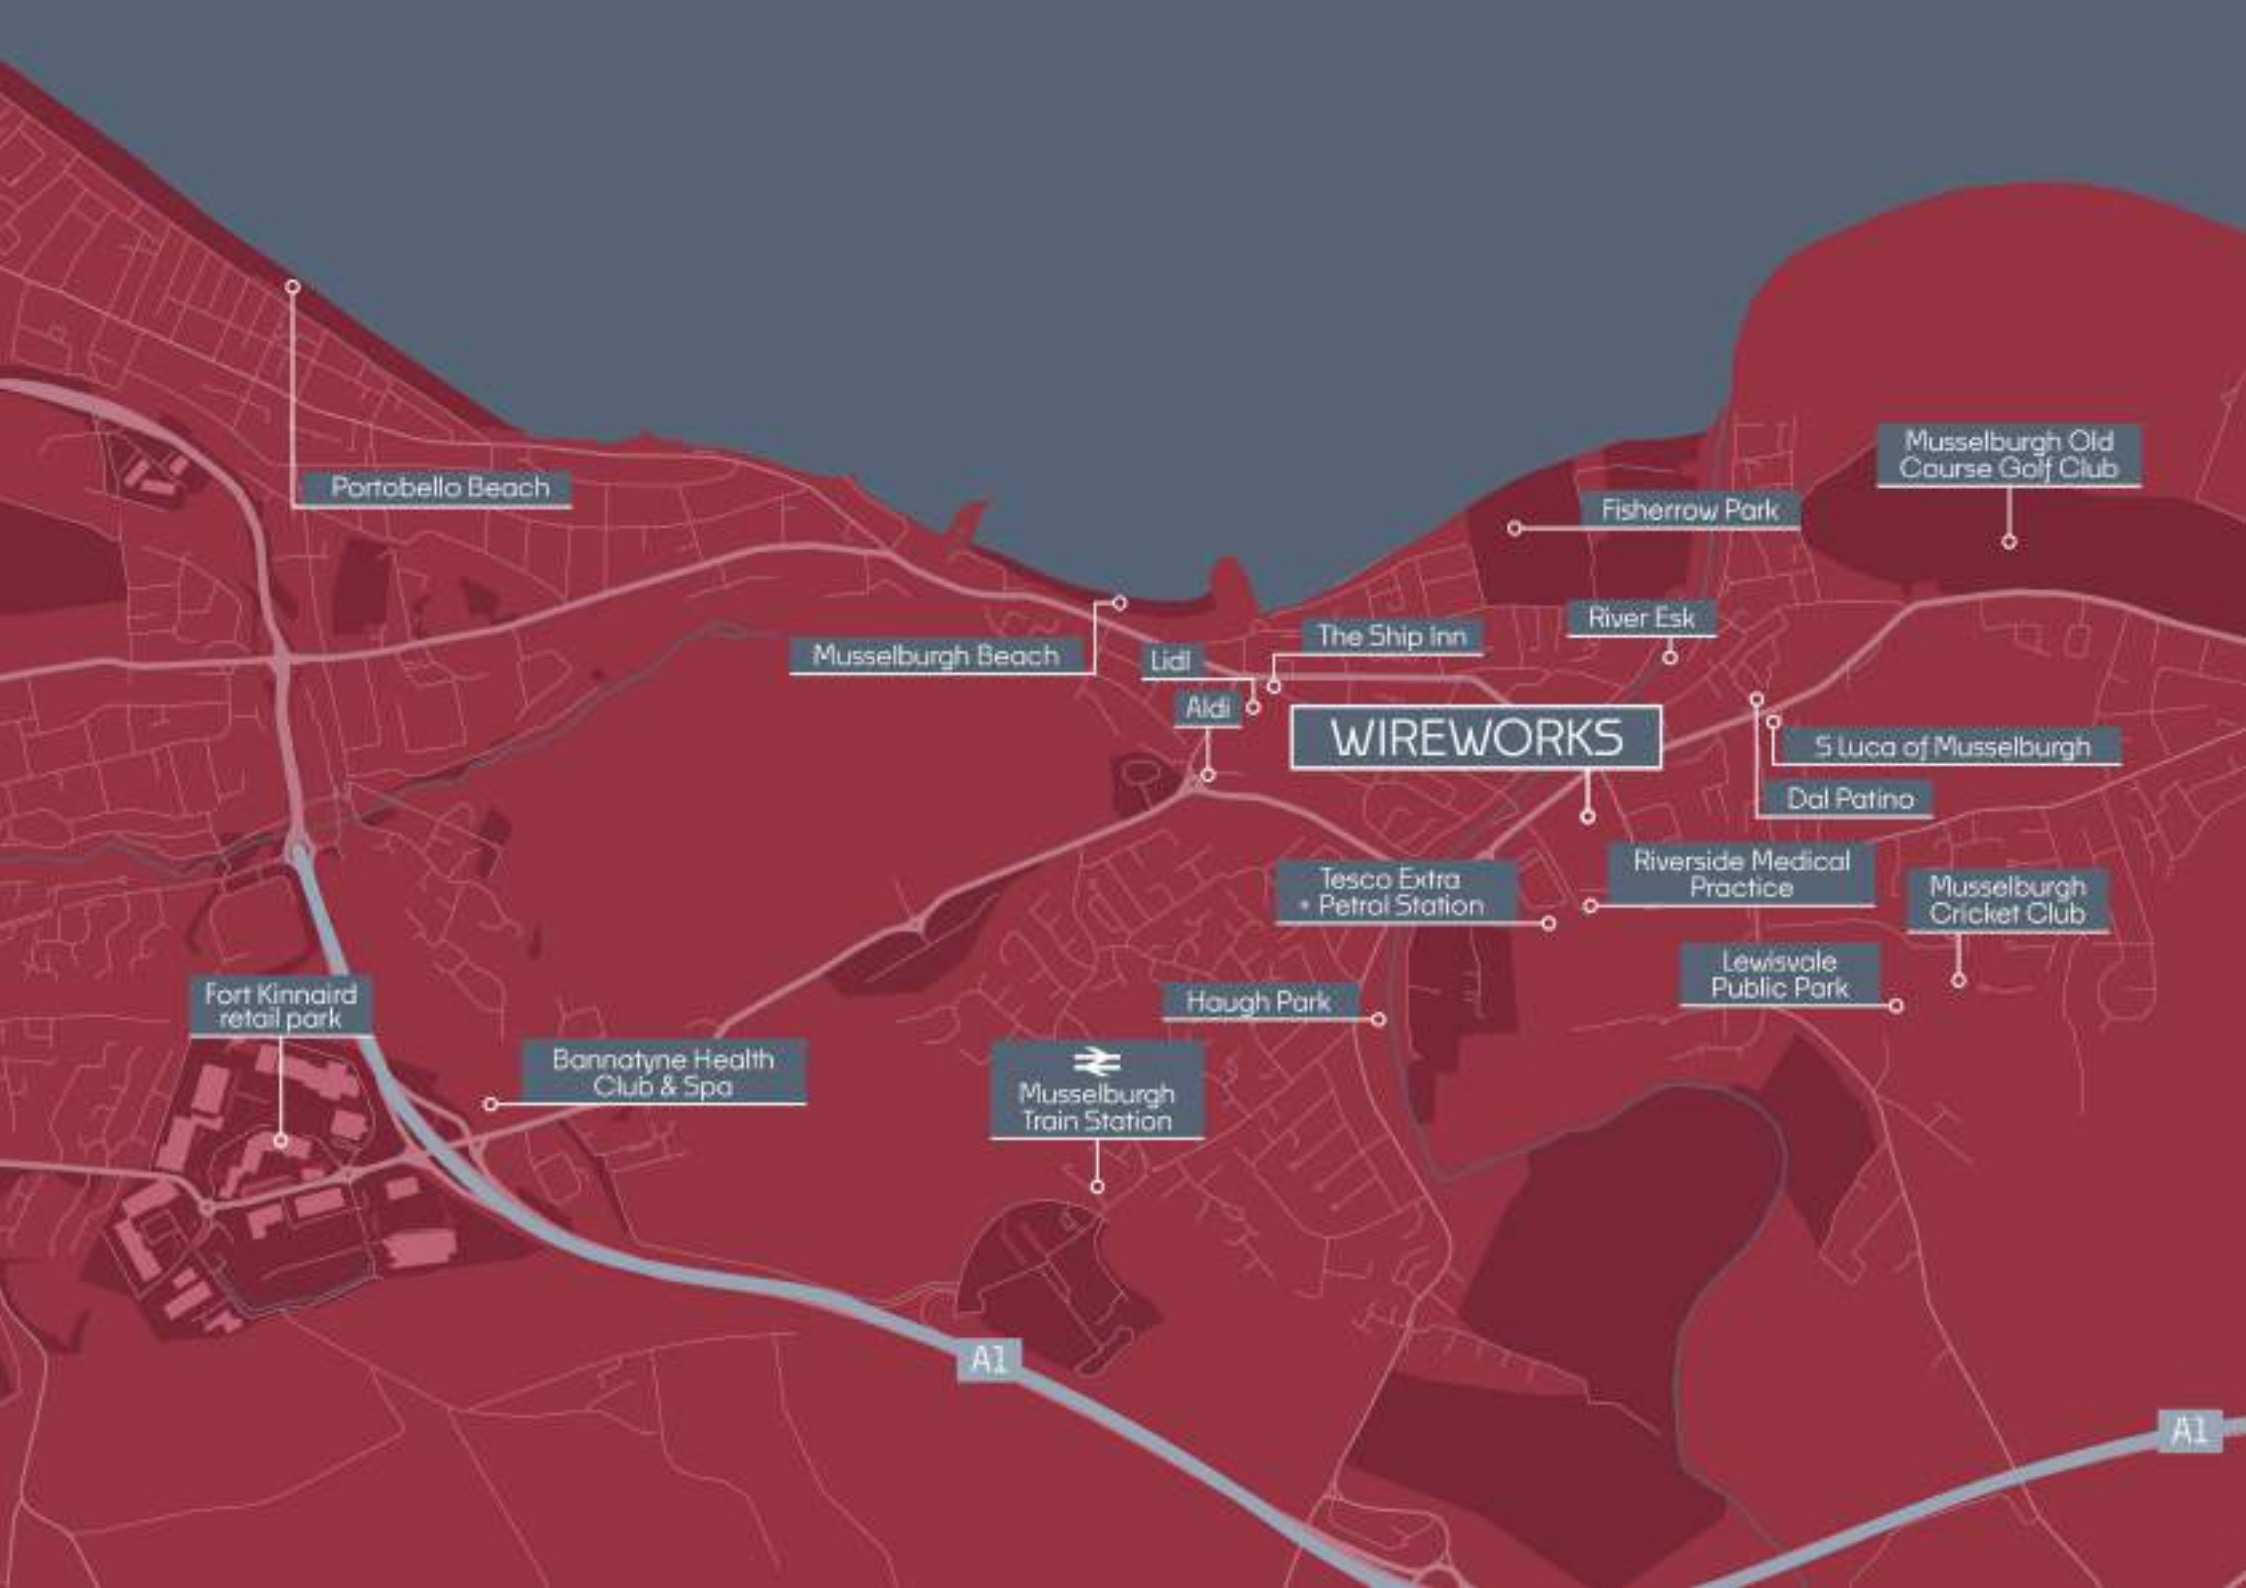 Musselburgh Old
Course Golf Club
Portobello Beach
Fisherrow Park
River Esk
The Ship Inn
Musselburgh Beach
Lidl
Aldi
WIREWORKS
S Luca of Musselburgh
Dal Patino
Riverside Medical
Practice
Tesco Extra
+ Petrol Station
Musselburgh
Cricket Club
Lewisvale
Public Park
Fort Kinnaird
retail park
Haugh Park
Bannatyne Health
Club & Spa
Musselburgh
Train Station
A1
A1